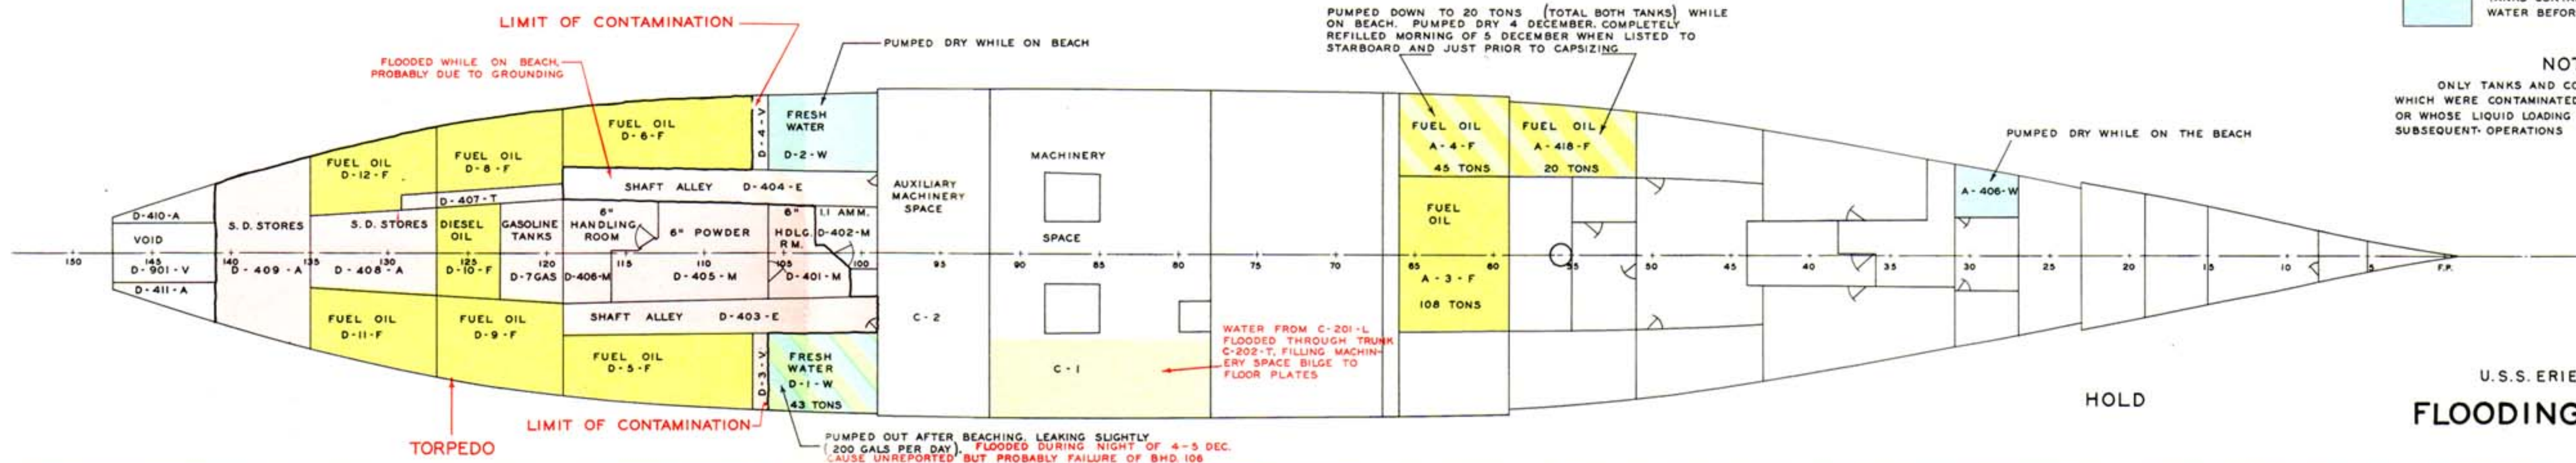 LIMIT OF CONTAMINATION
PUMPED DRY WHILE ON BEACH
FLOODED WHILE ON BEACH,
PROBABLY DUE TO GROUNDING
PUMPED DOWN TO 20 TONS (TOTAL BOTH TANKS) WHILE
ON BEACH. PUMPED DRY 4 DECEMBER. COMPLETELY
REFILLED MORNING OF 5 DECEMBER WHEN LISTED TO
STARBOARD AND JUST PRIOR TO CAPSIZING
WATER BEFOR
NOT
ONLY TANKS AND CO
WHICH WERE CONTAMINATED
OR WHOSE LIQUID LOADING
SUBSEQUENT OPERATIONS
PUMPED DRY WHILE ON THE BEACH
FUEL OIL
D-12-F
FUEL OIL
D-8-F
FUEL OIL
D-6-F
D-4-V
FRESH
WATER
D-2-W
SHAFT ALLEY D-404-E
D-407-T
D-410-A
VOID
D-901-V
D-411-A
S.D. STORES
D-409-A
S.D. STORES
D-408-A
DIESEL
OIL
D-10-F
GASOLINE
TANKS
D-7GAS
6"
HANDLING
ROOM
D-406-M
6" POWDER
D-405-M
6"
HDLG.
RM.
1.1 AMM.
D-402-M
D-401-M
AUXILIARY
MACHINERY
SPACE
C-2
MACHINERY
SPACE
C-1
FUEL OIL
A-4-F
45 TONS
FUEL OIL
A-418-F
20 TONS
FUEL
OIL
A-3-F
108 TONS
A-406-W
150 145 140 135 130 125 120 115 110 105 100 95 90 85 80 75 70 65 60 55 50 45 40 35 30 25 20 15 10 5 F.P.
FUEL OIL
D-11-F
FUEL OIL
D-9-F
SHAFT ALLEY D-403-E
FUEL OIL
D-5-F
D-3-V
FRESH
WATER
D-1-W
43 TONS
WATER FROM C-201-L
FLOODED THROUGH TRUNK
C-202-T, FILLING MACHIN-
ERY SPACE BILGE TO
FLOOR PLATES
TORPEDO
LIMIT OF CONTAMINATION
PUMPED OUT AFTER BEACHING. LEAKING SLIGHTLY
(200 GALS PER DAY). FLOODED DURING NIGHT OF 4-5 DEC.
CAUSE UNREPORTED BUT PROBABLY FAILURE OF BHD. 106
HOLD
U.S.S. ERIE
FLOODING